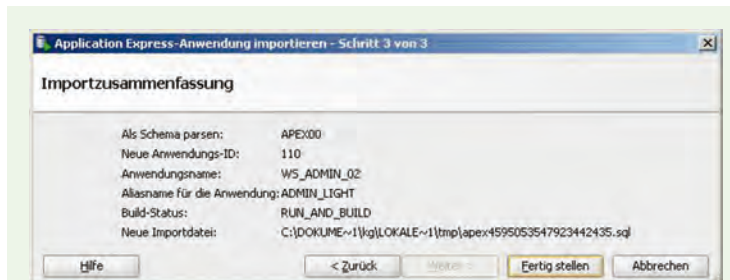 Application Express-Anwendung importieren - Schritt 3 von 3
Importzusammenfassung
Als Schema parsen: APEX00
Neue Anwendungs-ID: 110
Anwendungsname: WS_ADMIN_02
Aliasname für die Anwendung: ADMIN_LIGHT
Build-Status: RUN_AND_BUILD
Neue Importdatei: C:\DOKUME~1\kg\LOKALE~1\tmp\apex4595053547923442435.sql
Hilfe < Zurück Weiter > Fertig stellen Abbrechen